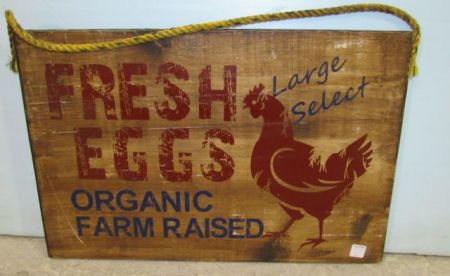 FRESH
EGGS
Large
Select
ORGANIC
FARM RAISED